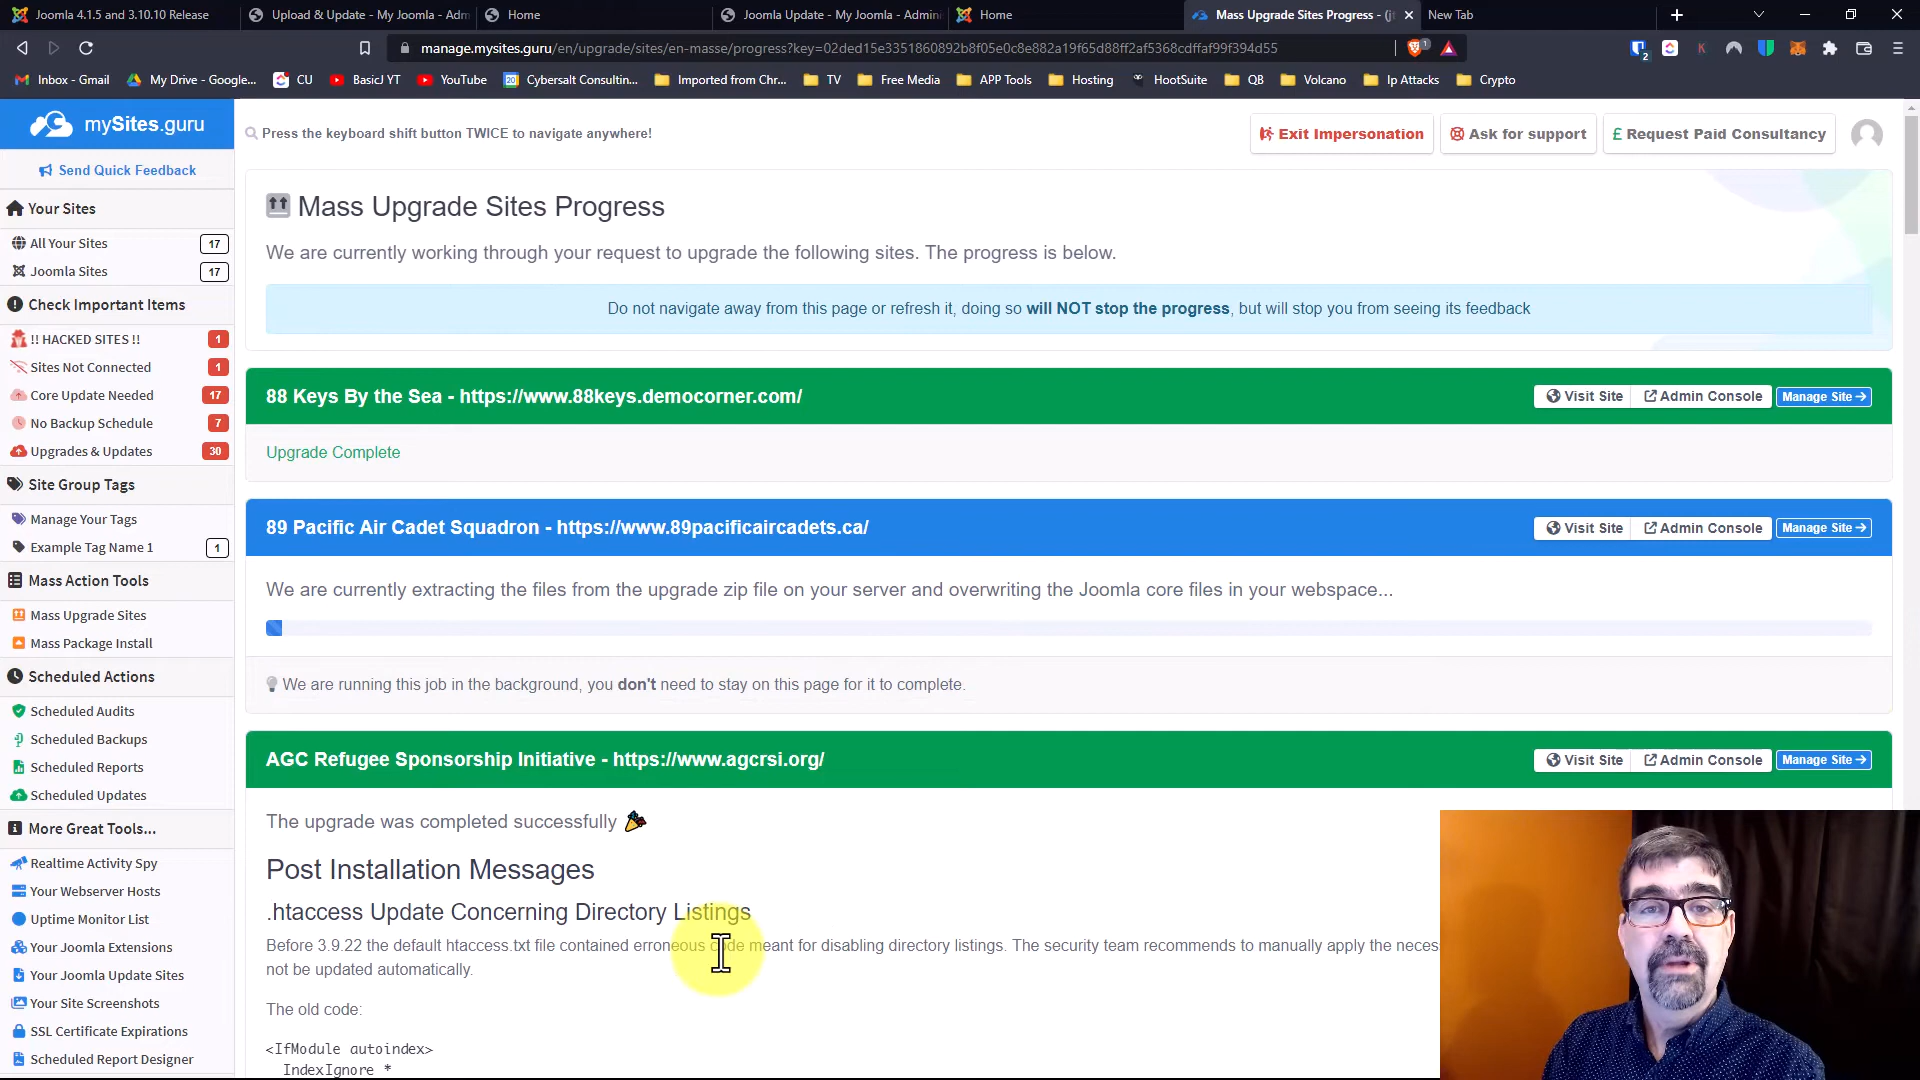 Joomla 4.1.5 and 3.10.10 Release
Upload & Update - My Joomla - Adm
Home
Joomla Update - My Joomla - Admini
Home
Mass Upgrade Sites Progress - (j
New Tab
manage.mysites.guru/en/upgrade/sites/en-masse/progress?key=02ded15e3351860892b8f05e0c8e882a19f65d88ff2af5368cdffaf99f394d55
Inbox - Gmail
My Drive - Google...
CU
BasicJ YT
YouTube
Cybersalt Consultin...
Imported from Chr...
TV
Free Media
APP Tools
Hosting
HootSuite
QB
Volcano
Ip Attacks
Crypto
mySites.guru
Send Quick Feedback
Your Sites
All Your Sites 17
Joomla Sites 17
Check Important Items
!! HACKED SITES !! 1
Sites Not Connected 1
Core Update Needed 17
No Backup Schedule 7
Upgrades & Updates 30
Site Group Tags
Manage Your Tags
Example Tag Name 1 1
Mass Action Tools
Mass Upgrade Sites
Mass Package Install
Scheduled Actions
Scheduled Audits
Scheduled Backups
Scheduled Reports
Scheduled Updates
More Great Tools...
Realtime Activity Spy
Your Webserver Hosts
Uptime Monitor List
Your Joomla Extensions
Your Joomla Update Sites
Your Site Screenshots
SSL Certificate Expirations
Scheduled Report Designer
Press the keyboard shift button TWICE to navigate anywhere!
Exit Impersonation
Ask for support
£ Request Paid Consultancy
Mass Upgrade Sites Progress
We are currently working through your request to upgrade the following sites. The progress is below.
Do not navigate away from this page or refresh it, doing so will NOT stop the progress, but will stop you from seeing its feedback
88 Keys By the Sea - https://www.88keys.democorner.com/
Visit Site Admin Console Manage Site
Upgrade Complete
89 Pacific Air Cadet Squadron - https://www.89pacificaircadets.ca/
Visit Site Admin Console Manage Site
We are currently extracting the files from the upgrade zip file on your server and overwriting the Joomla core files in your webspace...
We are running this job in the background, you don't need to stay on this page for it to complete.
AGC Refugee Sponsorship Initiative - https://www.agcrsi.org/
Visit Site Admin Console Manage Site
The upgrade was completed successfully
Post Installation Messages
.htaccess Update Concerning Directory Listings
Before 3.9.22 the default htaccess.txt file contained erroneous code meant for disabling directory listings. The security team recommends to manually apply the neces
not be updated automatically.
The old code:
<IfModule autoindex>
IndexIgnore *